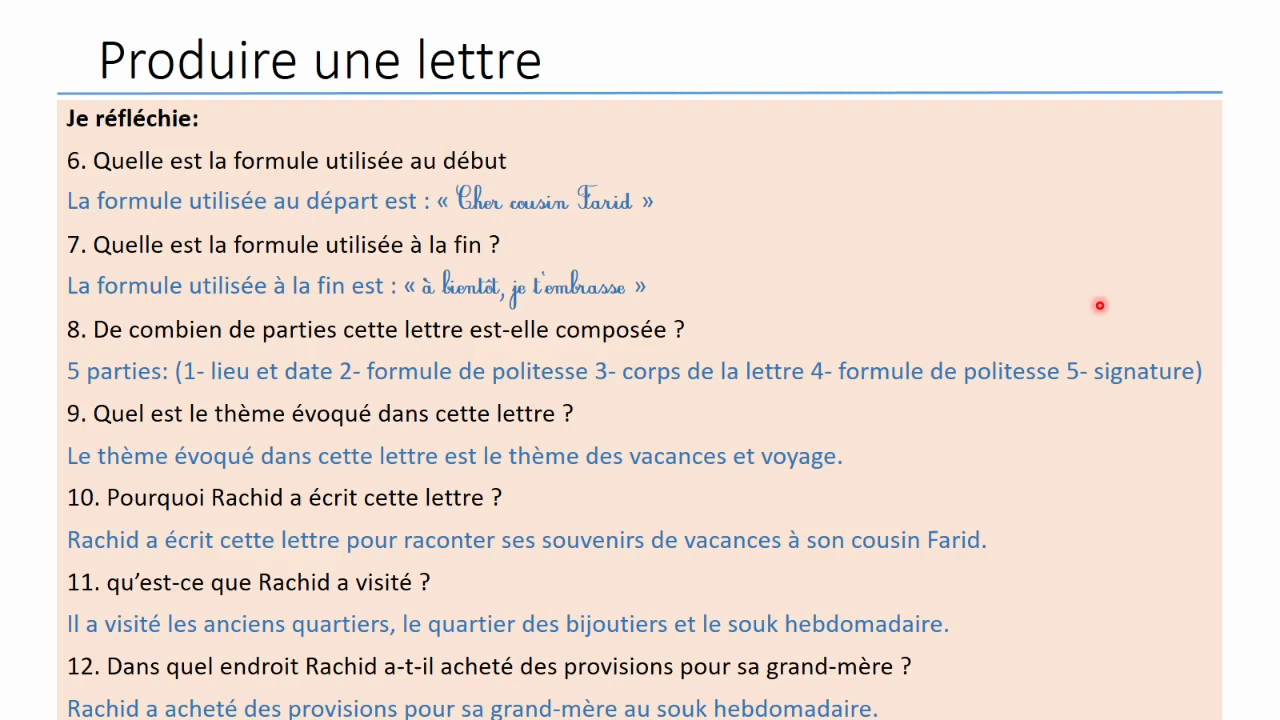 Produire une lettre
Je réfléchie:
6. Quelle est la formule utilisée au début
La formule utilisée au départ est : « Cher cousin Farid »
7. Quelle est la formule utilisée à la fin ?
La formule utilisée à la fin est : « à bientôt, je t'embrasse »
8. De combien de parties cette lettre est-elle composée ?
5 parties: (1- lieu et date 2- formule de politesse 3- corps de la lettre 4- formule de politesse 5- signature)
9. Quel est le thème évoqué dans cette lettre ?
Le thème évoqué dans cette lettre est le thème des vacances et voyage.
10. Pourquoi Rachid a écrit cette lettre ?
Rachid a écrit cette lettre pour raconter ses souvenirs de vacances à son cousin Farid.
11. qu’est-ce que Rachid a visité ?
Il a visité les anciens quartiers, le quartier des bijoutiers et le souk hebdomadaire.
12. Dans quel endroit Rachid a-t-il acheté des provisions pour sa grand-mère ?
Rachid a acheté des provisions pour sa grand-mère au souk hebdomadaire.